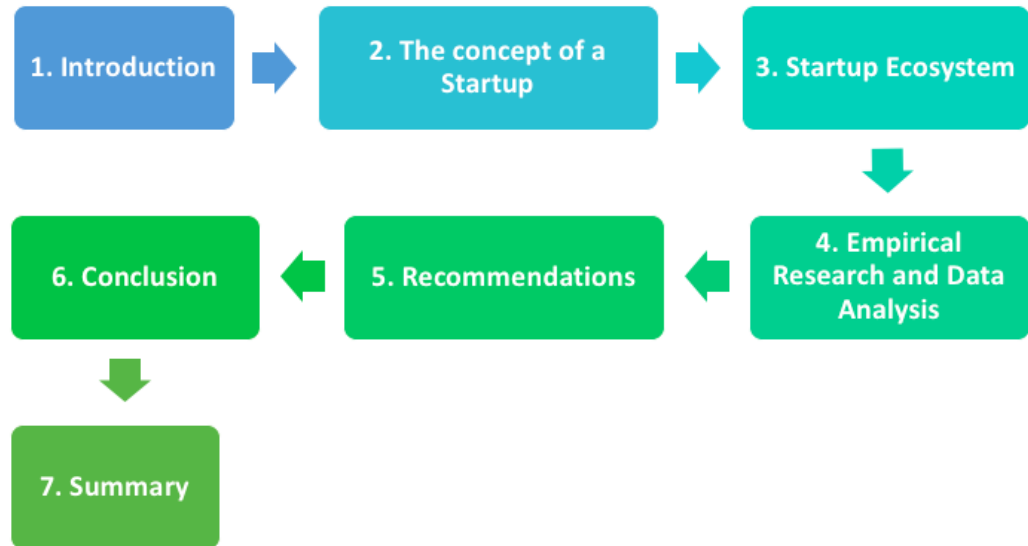 1. Introduction
2. The concept of a
Startup
3. Startup Ecosystem
4. Empirical
Research and Data
Analysis
5. Recommendations
6. Conclusion
7. Summary